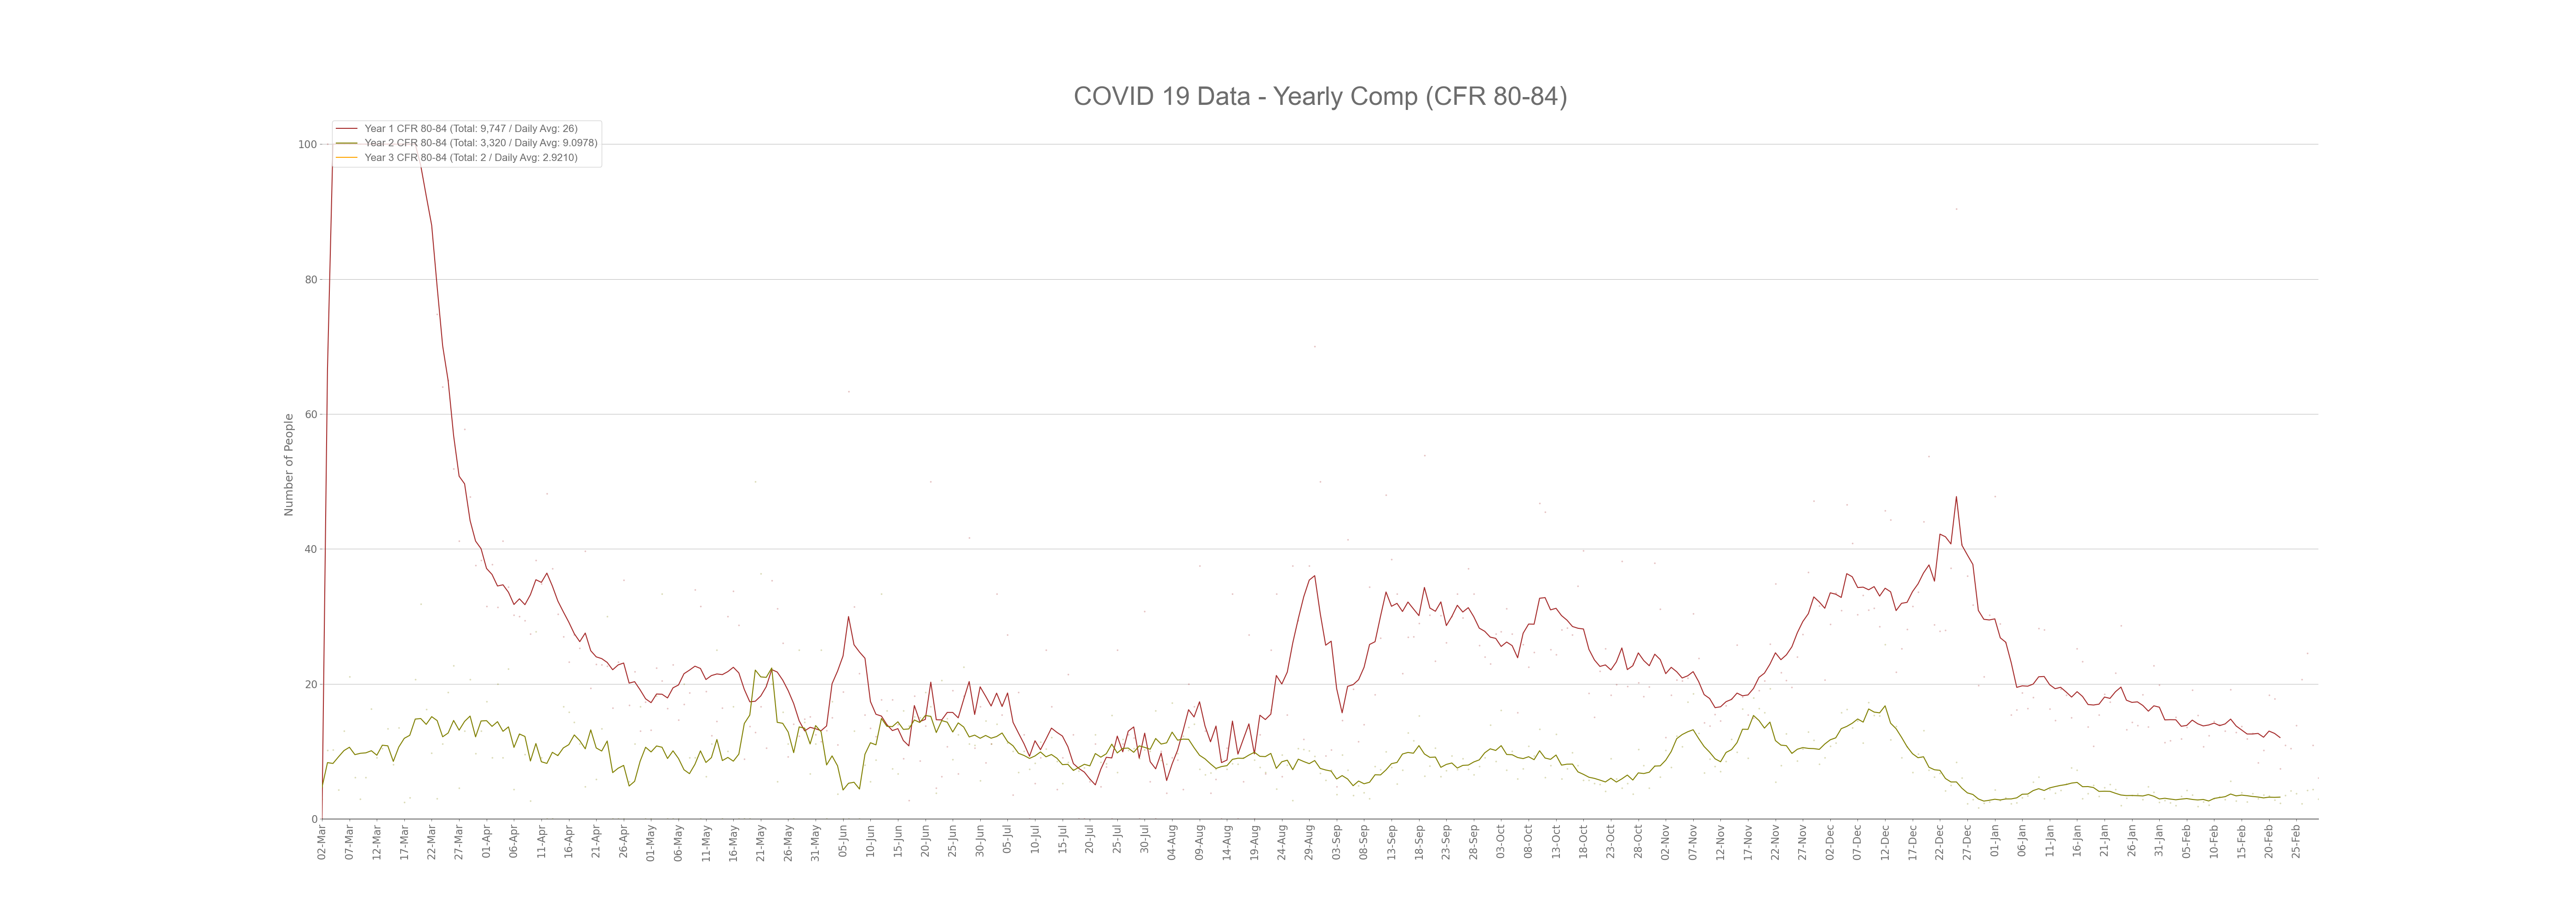 COVID 19 Data - Yearly Comp (CFR 80-84)
Year 1 CFR 80-84 (Total: 9,747 / Daily Avg: 26)
Year 2 CFR 80-84 (Total: 3,320 / Daily Avg: 9.0978)
Year 3 CFR 80-84 (Total: 2 / Daily Avg: 2.9210)
Number of People
100
80
60
40
20
0
02-Mar
07-Mar
12-Mar
17-Mar
22-Mar
27-Mar
01-Apr
06-Apr
11-Apr
16-Apr
21-Apr
26-Apr
01-May
06-May
11-May
16-May
21-May
26-May
31-May
05-Jun
10-Jun
15-Jun
20-Jun
25-Jun
30-Jun
05-Jul
10-Jul
15-Jul
20-Jul
25-Jul
30-Jul
04-Aug
09-Aug
14-Aug
19-Aug
24-Aug
29-Aug
03-Sep
08-Sep
13-Sep
18-Sep
23-Sep
28-Sep
03-Oct
08-Oct
13-Oct
18-Oct
23-Oct
28-Oct
02-Nov
07-Nov
12-Nov
17-Nov
22-Nov
27-Nov
02-Dec
07-Dec
12-Dec
17-Dec
22-Dec
27-Dec
01-Jan
06-Jan
11-Jan
16-Jan
21-Jan
26-Jan
31-Jan
05-Feb
10-Feb
15-Feb
20-Feb
25-Feb